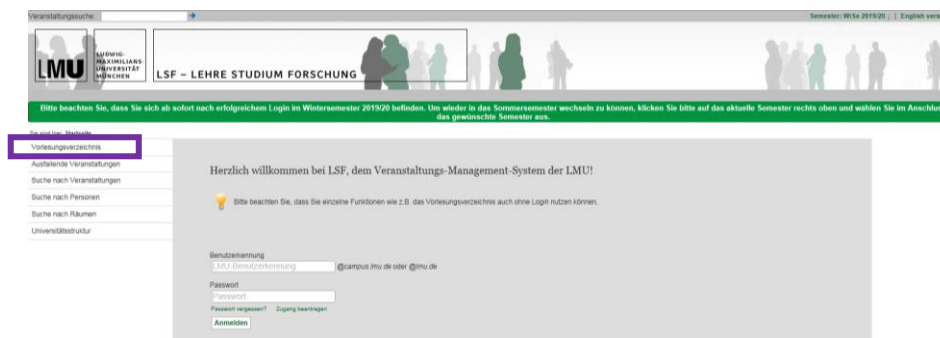 Veranstaltungssuche:
Semester: WiSe 2019/20 ¡ | English vers
LMU
LUDWIG-
MAXIMILIANS-
UNIVERSITÄT
MÜNCHEN
LSF – LEHRE STUDIUM FORSCHUNG
Bitte beachten Sie, dass Sie sich ab sofort nach erfolgreichem Login im Wintersemester 2019/20 befinden. Um wieder in das Sommersemester wechseln zu können, klicken Sie bitte auf das aktuelle Semester rechts oben und wählen Sie im Anschlu
das gewünschte Semester aus.
Sie sind hier: Startseite
Vorlesungsverzeichnis
Ausfallende Veranstaltungen
Suche nach Veranstaltungen
Suche nach Personen
Suche nach Räumen
Universitätsstruktur
Herzlich willkommen bei LSF, dem Veranstaltungs-Management-System der LMU!
Bitte beachten Sie, dass Sie einzelne Funktionen wie z.B. das Vorlesungsverzeichnis auch ohne Login nutzen können.
Benutzerkennung
LMU-Benutzerkennung @campus.lmu.de oder @lmu.de
Passwort
Passwort
Passwort vergessen? Zugang beantragen
Anmelden